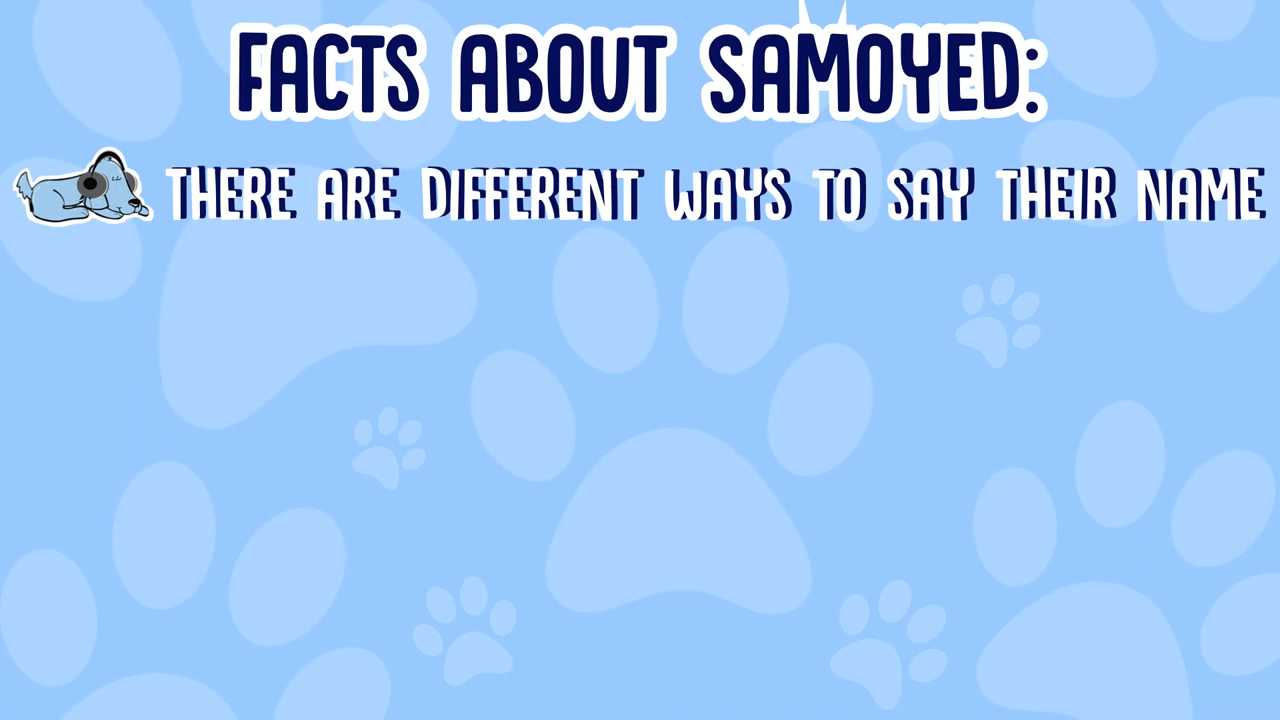 FACTS ABOUT SAMOYED:
THERE ARE DIFFERENT WAYS TO SAY THEIR NAME